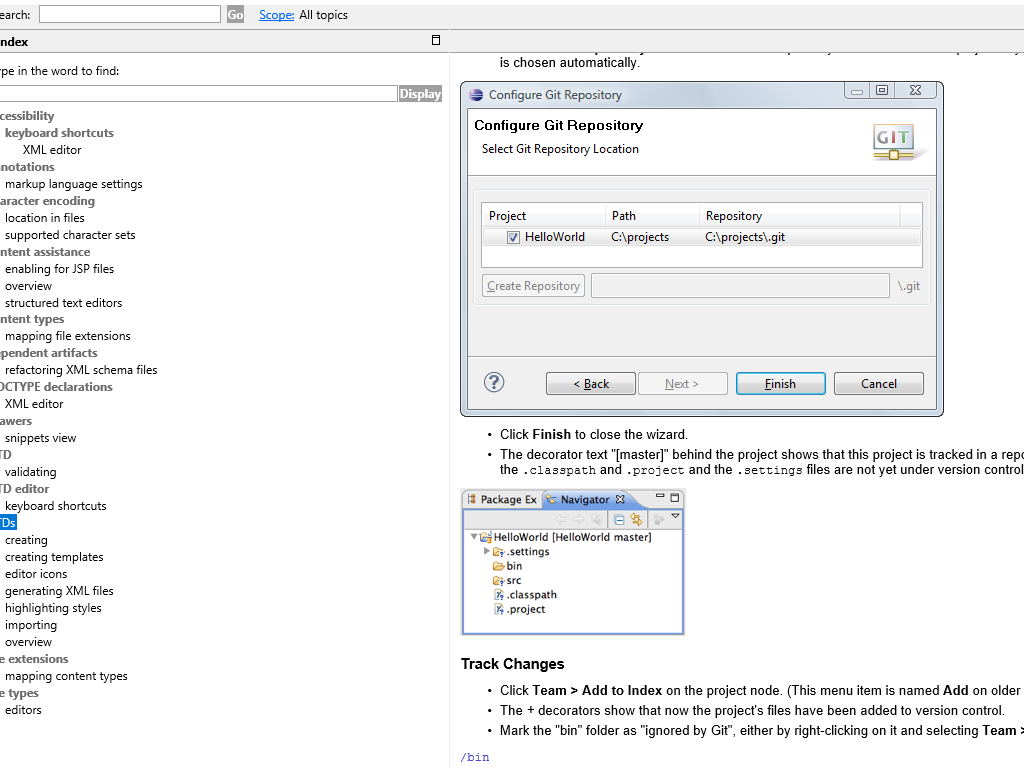 earch: Go Scope: All topics
ndex
ype in the word to find:
Display
cessibility
keyboard shortcuts
XML editor
notations
markup language settings
aracter encoding
location in files
supported character sets
ntent assistance
enabling for JSP files
overview
structured text editors
ntent types
mapping file extensions
ependent artifacts
refactoring XML schema files
OCTYPE declarations
XML editor
awers
snippets view
TD
validating
TD editor
keyboard shortcuts
TDs
creating
creating templates
editor icons
generating XML files
highlighting styles
importing
overview
e extensions
mapping content types
e types
editors
is chosen automatically.
Configure Git Repository
Configure Git Repository
Select Git Repository Location
GIT
Project Path Repository
HelloWorld C:\projects C:\projects\.git
Create Repository \.git
? < Back Next > Finish Cancel
• Click Finish to close the wizard.
• The decorator text "[master]" behind the project shows that this project is tracked in a repo
the .classpath and .project and the .settings files are not yet under version control
Package Ex Navigator
HelloWorld [HelloWorld master]
.settings
bin
src
.classpath
.project
Track Changes
• Click Team > Add to Index on the project node. (This menu item is named Add on older
• The + decorators show that now the project's files have been added to version control.
• Mark the "bin" folder as "ignored by Git", either by right-clicking on it and selecting Team >
/bin